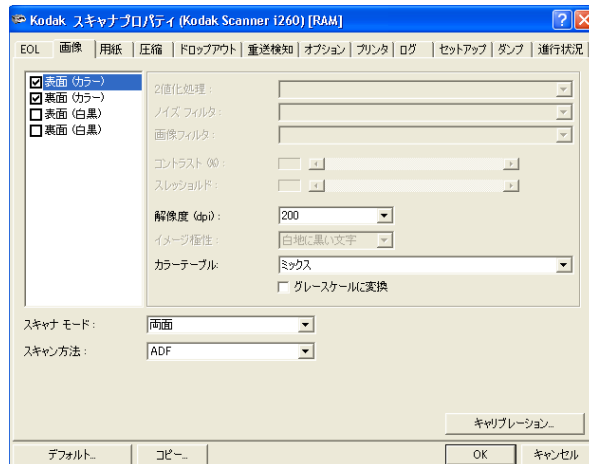 Kodak スキャナプロパティ (Kodak Scanner i260) [RAM]
EOL 画像 用紙 圧縮 ドロップアウト 重送検知 オプション プリンタ ログ セットアップ ダンプ 進行状況
表面 (カラー)
裏面 (カラー)
表面 (白黒)
裏面 (白黒)
2値化処理 :
ノイズ フィルタ :
画像フィルタ :
コントラスト (%) :
スレッショルド :
解像度 (dpi) : 200
イメージ極性 : 白地に黒い文字
カラーテーブル: ミックス
グレースケールに変換
スキャナ モード : 両面
スキャン方法 : ADF
キャリブレーション...
デフォルト... コピー... OK キャンセル